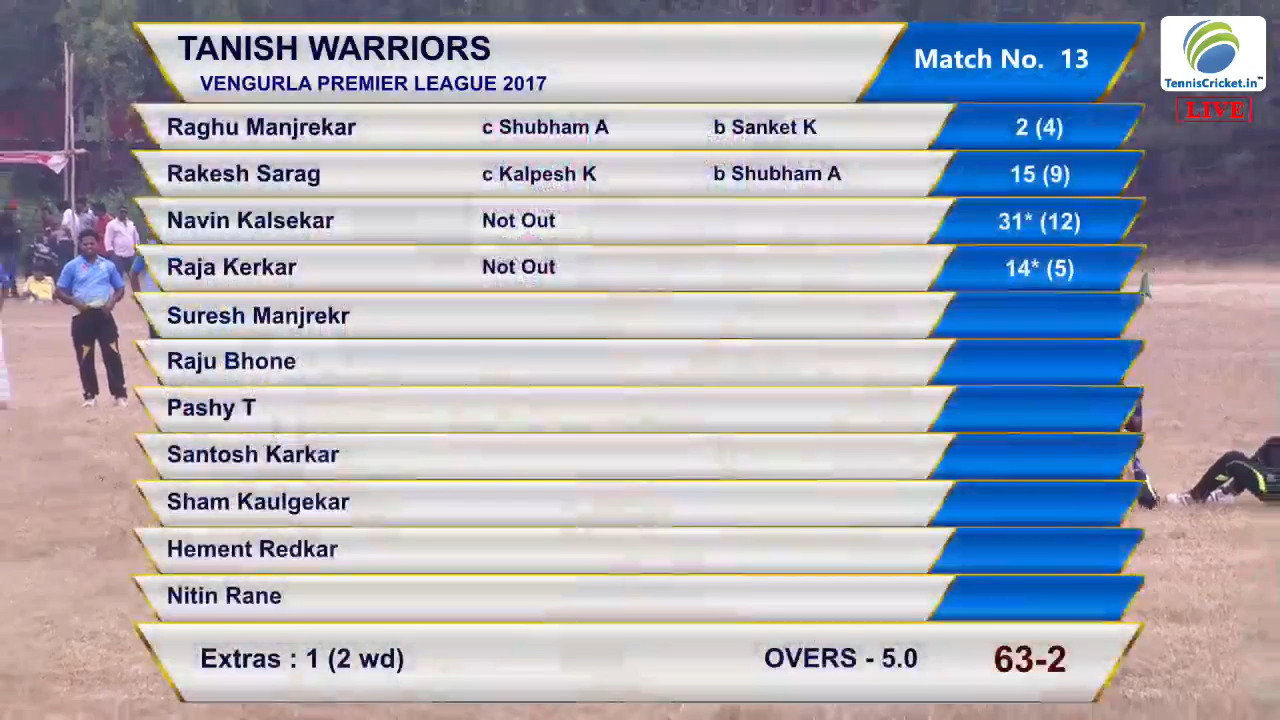 TANISH WARRIORS
VENGURLA PREMIER LEAGUE 2017
Match No. 13
TennisCricket.in™
LIVE
Raghu Manjrekar c Shubham A b Sanket K 2 (4)
Rakesh Sarag c Kalpesh K b Shubham A 15 (9)
Navin Kalsekar Not Out 31* (12)
Raja Kerkar Not Out 14* (5)
Suresh Manjrekr
Raju Bhone
Pashy T
Santosh Karkar
Sham Kaulgekar
Hement Redkar
Nitin Rane
Extras : 1 (2 wd) OVERS - 5.0 63-2